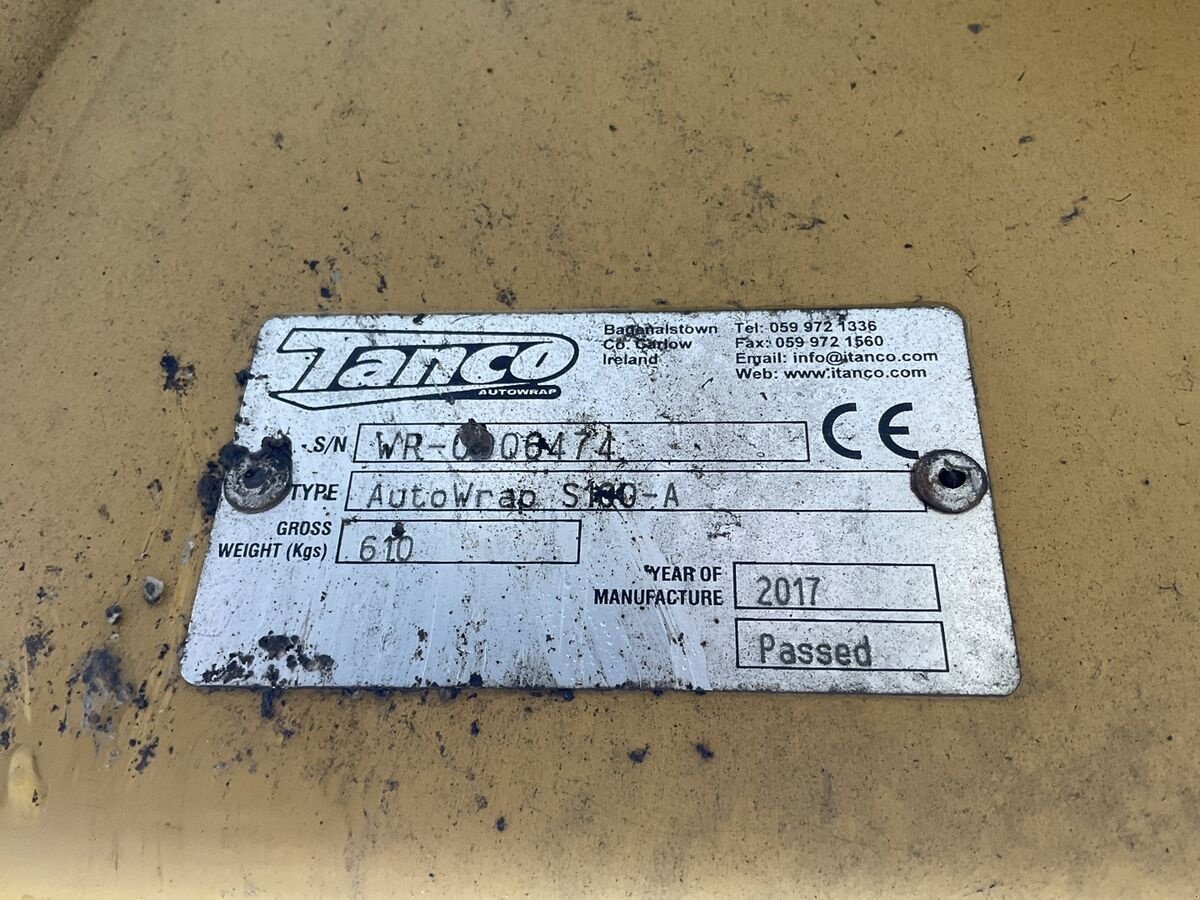 Tanco
AUTOWRAP
Bagenalstown
Co. Carlow
Ireland
Tel: 059 972 1336
Fax: 059 972 1560
Email: info@itanco.com
Web: www.itanco.com
CE
S/N
TYPE AutoWrap
GROSS
WEIGHT (Kgs) 610
YEAR OF
MANUFACTURE 2017
Passed